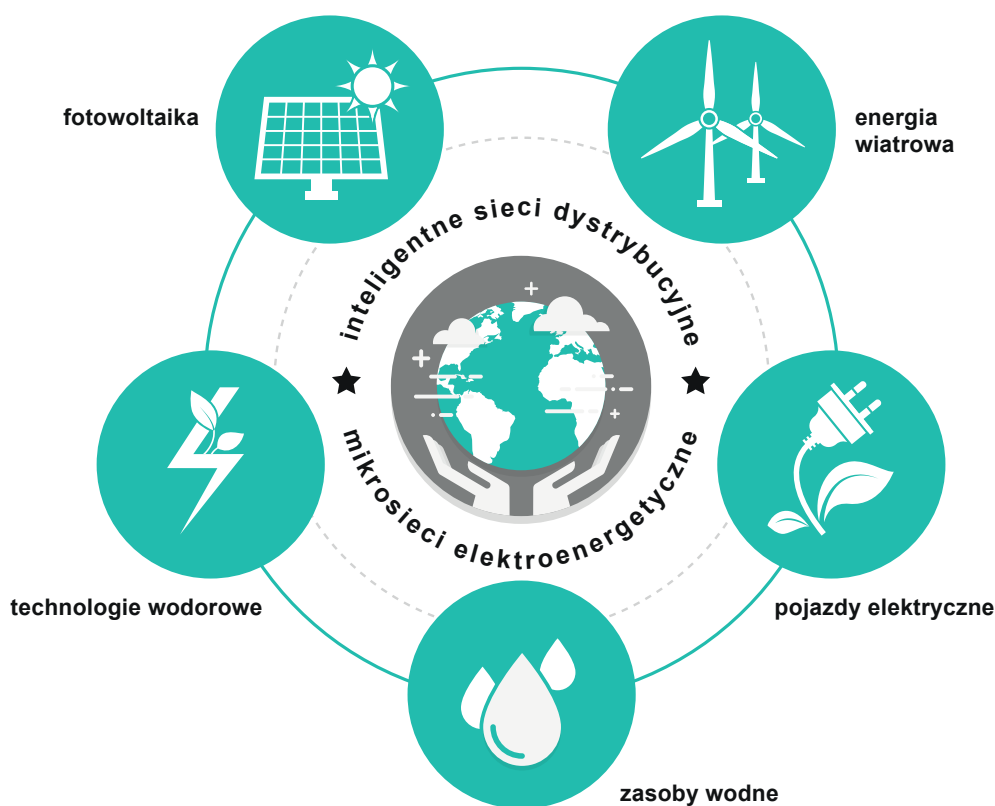 fotowoltaika
energia
wiatrowa
inteligentne sieci dystrybucyjne
mikrosieci elektroenergetyczne
technologie wodorowe
pojazdy elektryczne
zasoby wodne